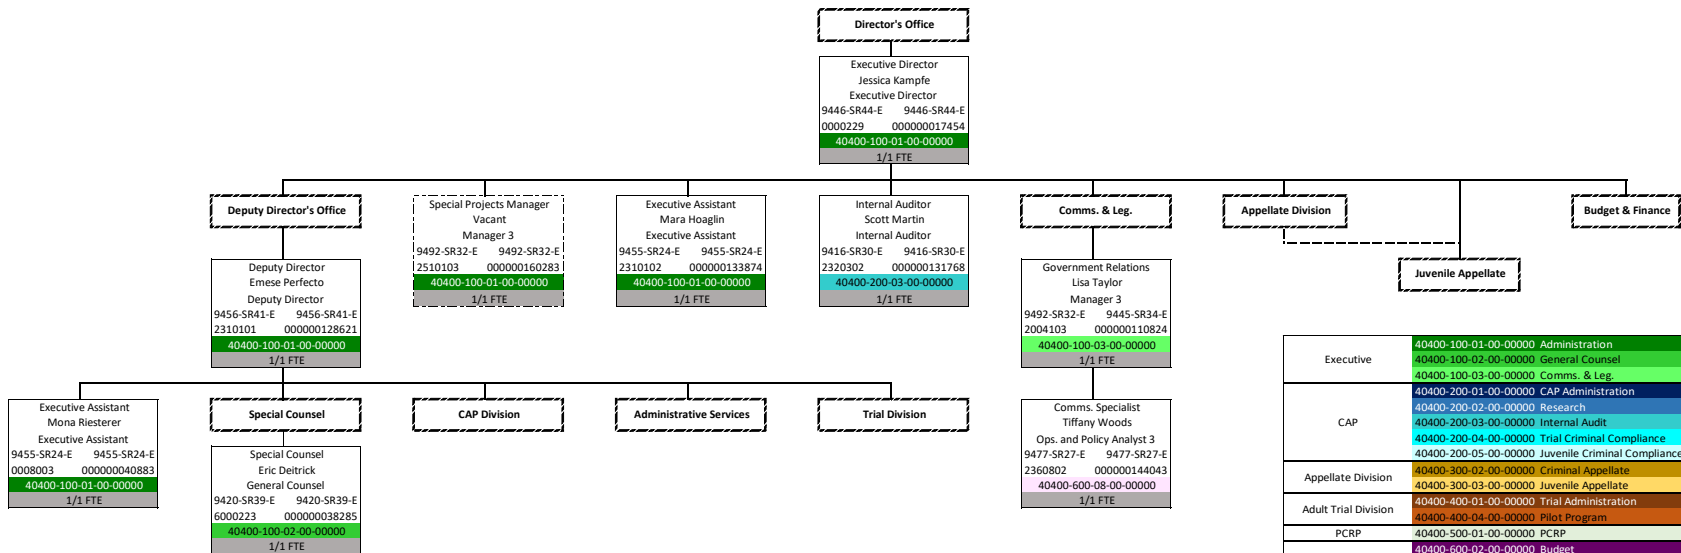 Director's Office
Executive Director
Jessica Kampfe
Executive Director
9446-SR44-E 9446-SR44-E
0000229 000000017454
40400-100-01-00-00000
1/1 FTE
Deputy Director's Office
Special Projects Manager
Vacant
Manager 3
9492-SR32-E 9492-SR32-E
2510103 000000160283
40400-100-01-00-00000
1/1 FTE
Executive Assistant
Mara Hoaglin
Executive Assistant
9455-SR24-E 9455-SR24-E
2310102 000000133874
40400-100-01-00-00000
1/1 FTE
Internal Auditor
Scott Martin
Internal Auditor
9416-SR30-E 9416-SR30-E
2320302 000000131768
40400-200-03-00-00000
1/1 FTE
Comms. & Leg.
Appellate Division
Budget & Finance
Juvenile Appellate
Deputy Director
Emese Perfecto
Deputy Director
9456-SR41-E 9456-SR41-E
2310101 000000128621
40400-100-01-00-00000
1/1 FTE
Government Relations
Lisa Taylor
Manager 3
9492-SR32-E 9445-SR34-E
2004103 000000110824
40400-100-03-00-00000
1/1 FTE
Executive Assistant
Mona Riesterer
Executive Assistant
9455-SR24-E 9455-SR24-E
0008003 000000040883
40400-100-01-00-00000
1/1 FTE
Special Counsel
CAP Division
Administrative Services
Trial Division
Special Counsel
Eric Deitrick
General Counsel
9420-SR39-E 9420-SR39-E
6000223 000000038285
40400-100-02-00-00000
1/1 FTE
Comms. Specialist
Tiffany Woods
Ops. and Policy Analyst 3
9477-SR27-E 9477-SR27-E
2360802 000000144043
40400-600-08-00-00000
1/1 FTE
Executive
40400-100-01-00-00000 Administration
40400-100-02-00-00000 General Counsel
40400-100-03-00-00000 Comms. & Leg.
CAP
40400-200-01-00-00000 CAP Administration
40400-200-02-00-00000 Research
40400-200-03-00-00000 Internal Audit
40400-200-04-00-00000 Trial Criminal Compliance
40400-200-05-00-00000 Juvenile Criminal Compliance
Appellate Division
40400-300-02-00-00000 Criminal Appellate
40400-300-03-00-00000 Juvenile Appellate
Adult Trial Division
40400-400-01-00-00000 Trial Administration
40400-400-04-00-00000 Pilot Program
PCRP
40400-500-01-00-00000 PCRP
40400-600-02-00-00000 Budget